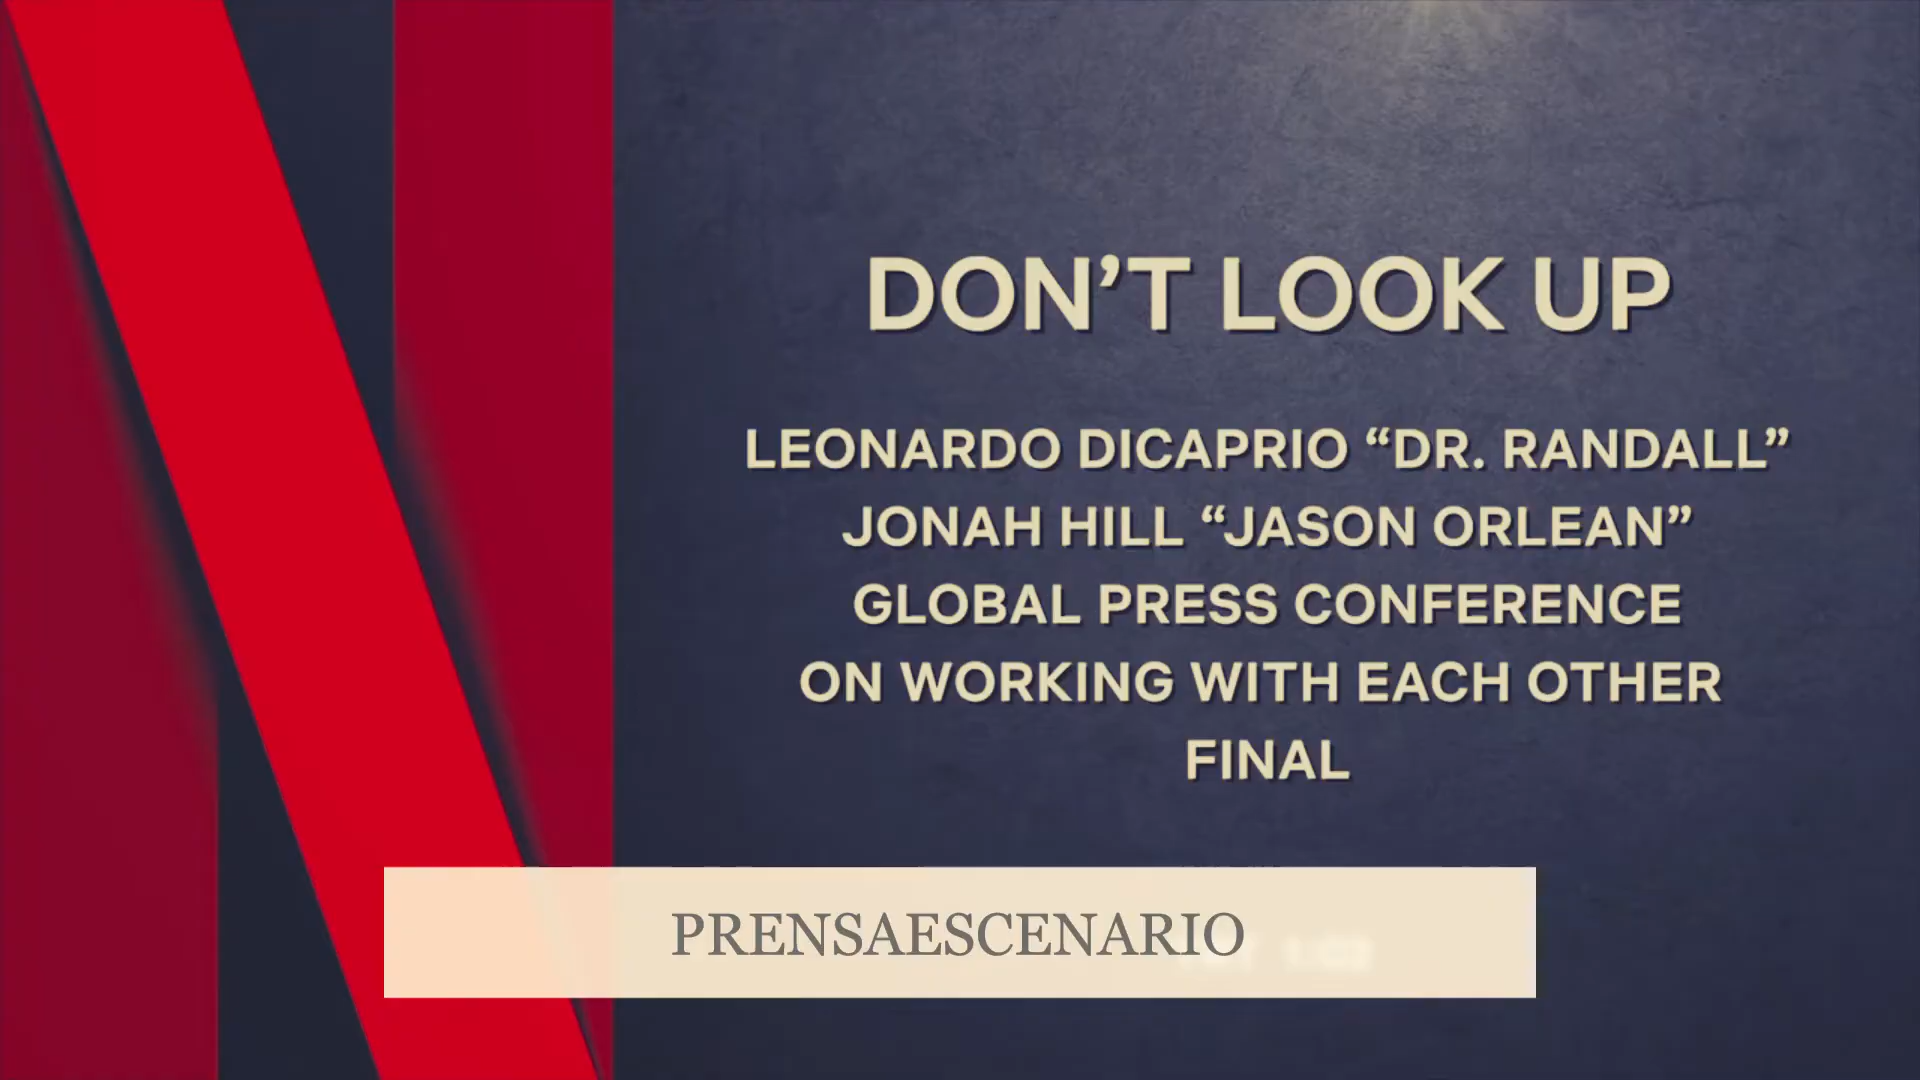 DON’T LOOK UP
LEONARDO DICAPRIO “DR. RANDALL”
JONAH HILL “JASON ORLEAN”
GLOBAL PRESS CONFERENCE
ON WORKING WITH EACH OTHER
FINAL
PRENSAESCENARIO